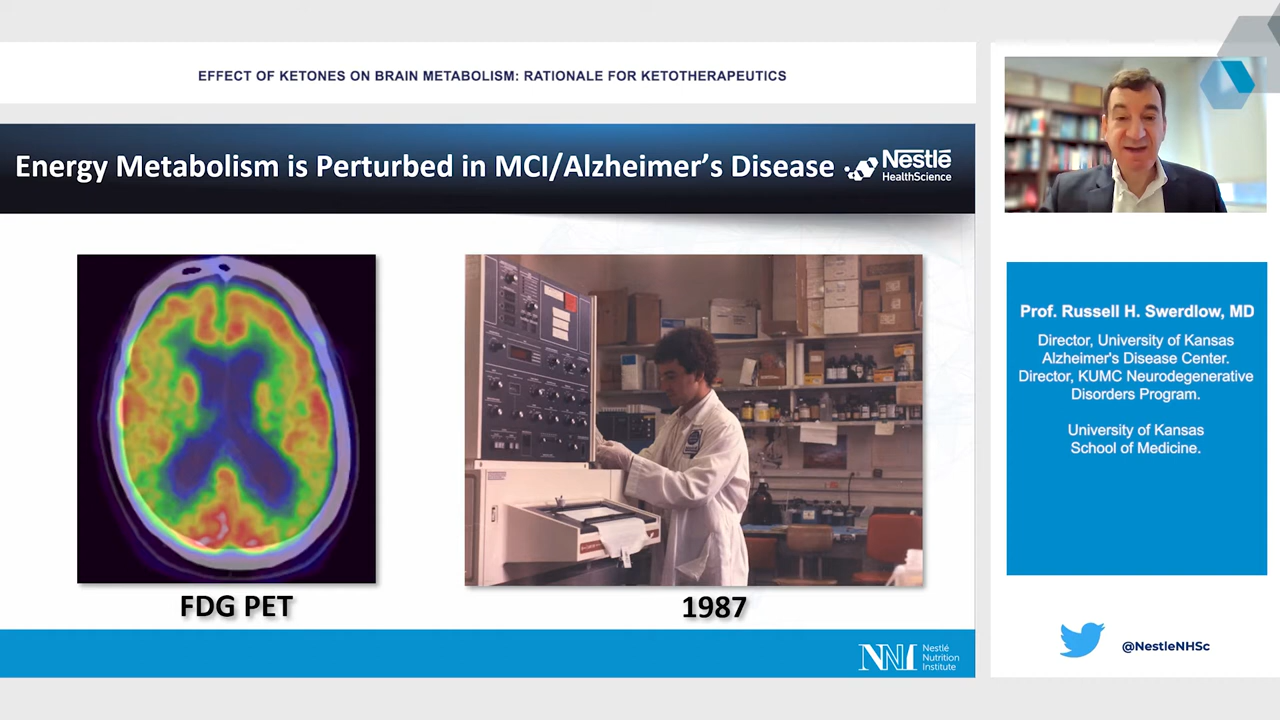 EFFECT OF KETONES ON BRAIN METABOLISM: RATIONALE FOR KETOTHERAPEUTICS
Energy Metabolism is Perturbed in MCI/Alzheimer's Disease
Nestlé
HealthScience
FDG PET
1987
NNI
Nestlé
Nutrition
Institute
Prof. Russell H. Swerdlow, MD
Director, University of Kansas
Alzheimer's Disease Center.
Director, KUMC Neurodegenerative
Disorders Program.
University of Kansas
School of Medicine.
@NestleNHSc